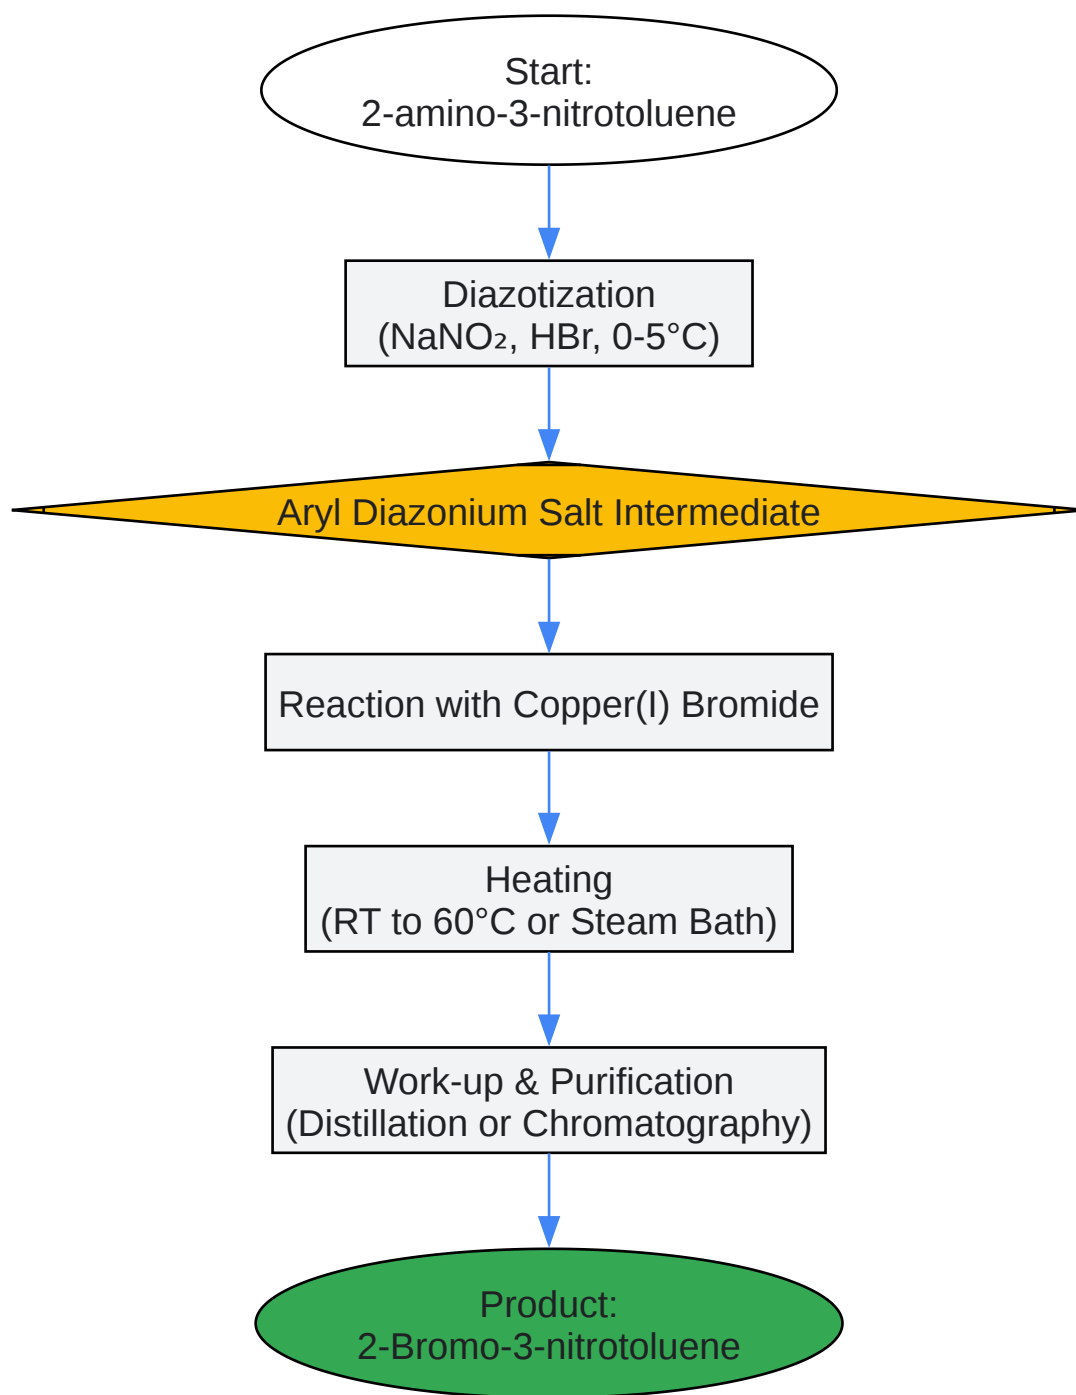 Start:
2-amino-3-nitrotoluene
Diazotization
(NaNO₂, HBr, 0-5°C)
Aryl Diazonium Salt Intermediate
Reaction with Copper(I) Bromide
Heating
(RT to 60°C or Steam Bath)
Work-up & Purification
(Distillation or Chromatography)
Product:
2-Bromo-3-nitrotoluene